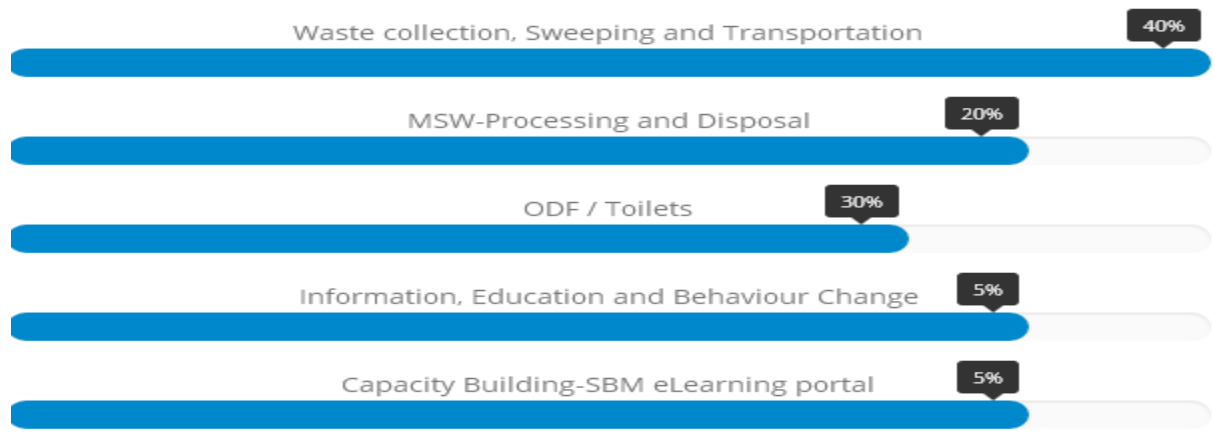 Waste collection, Sweeping and Transportation 40%
MSW-Processing and Disposal 20%
ODF / Toilets 30%
Information, Education and Behaviour Change 5%
Capacity Building-SBM eLearning portal 5%